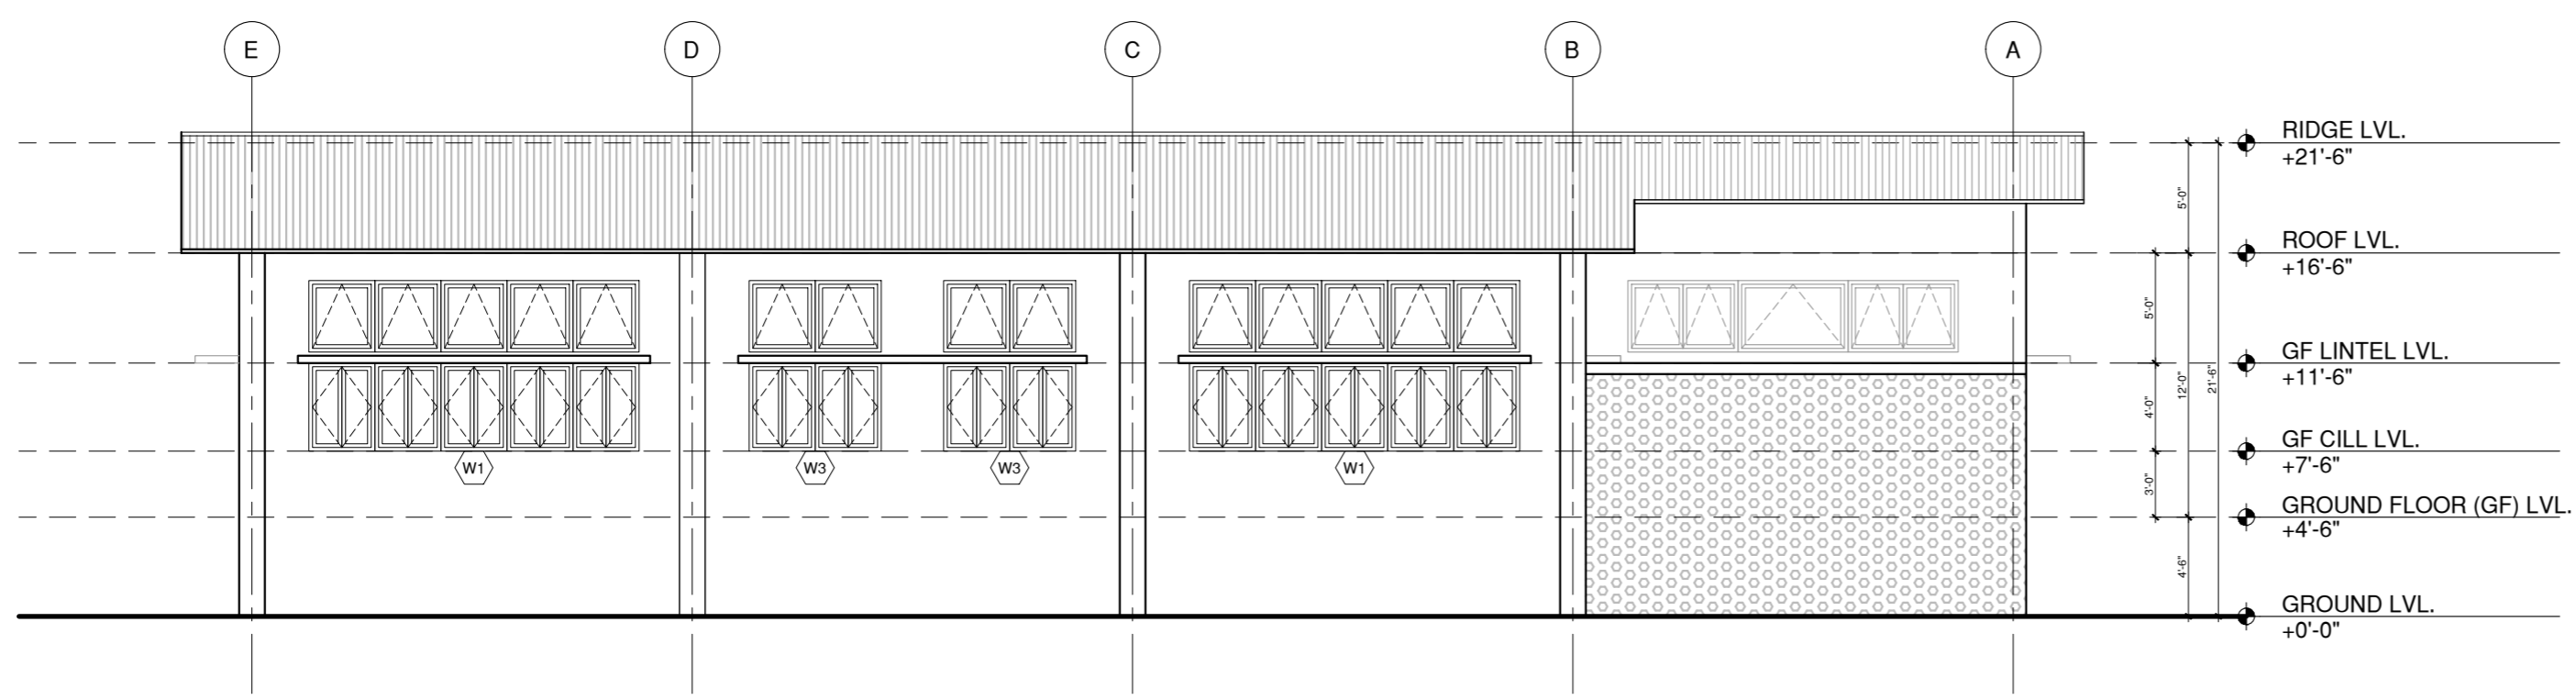 E
D
C
B
A
RIDGE LVL.
+21'-6"
5'-0"
ROOF LVL.
+16'-6"
5'-0"
GF LINTEL LVL.
+11'-6"
12'-0"
21'-6"
4'-0"
GF CILL LVL.
+7'-6"
W1
W3
W3
W1
3'-0"
GROUND FLOOR (GF) LVL.
+4'-6"
4'-6"
GROUND LVL.
+0'-0"